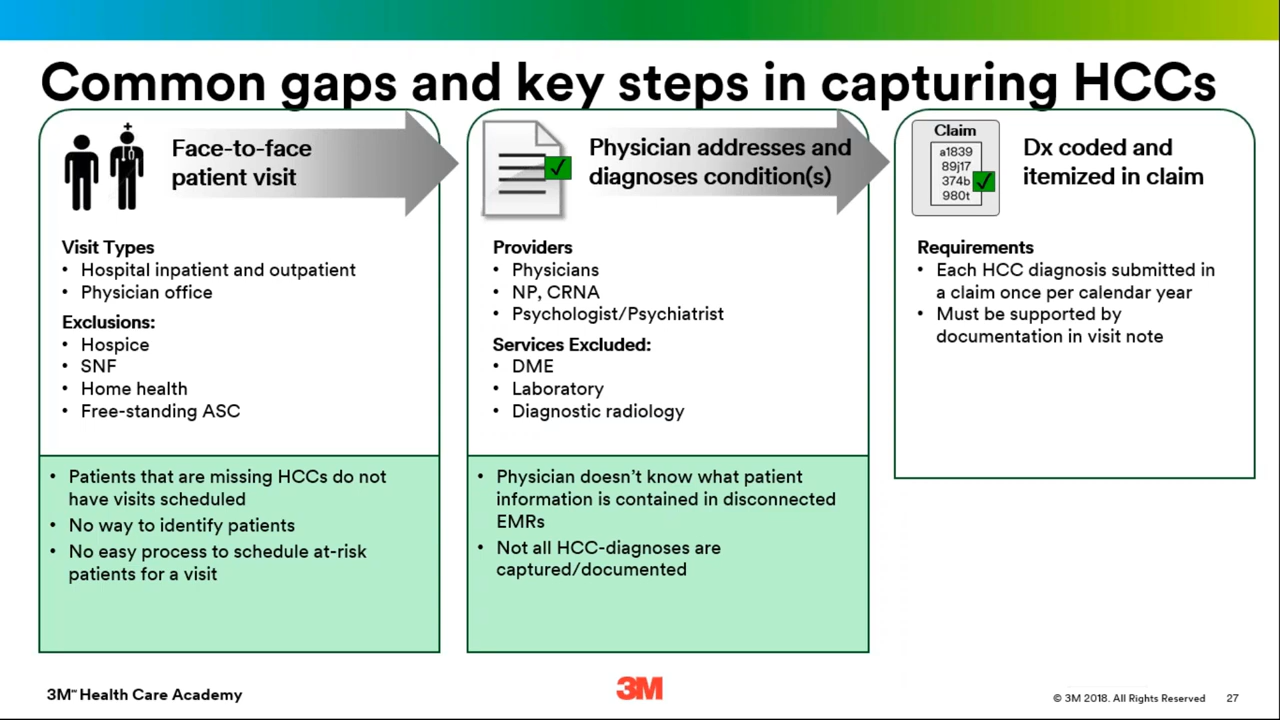 Common gaps and key steps in capturing HCCs
Face-to-face
patient visit
Visit Types
• Hospital inpatient and outpatient
• Physician office
Exclusions:
• Hospice
• SNF
• Home health
• Free-standing ASC
• Patients that are missing HCCs do not
have visits scheduled
• No way to identify patients
• No easy process to schedule at-risk
patients for a visit
Physician addresses and
diagnoses condition(s)
Providers
• Physicians
• NP, CRNA
• Psychologist/Psychiatrist
Services Excluded:
• DME
• Laboratory
• Diagnostic radiology
• Physician doesn’t know what patient
information is contained in disconnected
EMRs
• Not all HCC-diagnoses are
captured/documented
Claim
a1839
89j17
374b
980t
Dx coded and
itemized in claim
Requirements
• Each HCC diagnosis submitted in
a claim once per calendar year
• Must be supported by
documentation in visit note
3M℠ Health Care Academy
3M
© 3M 2018. All Rights Reserved
27